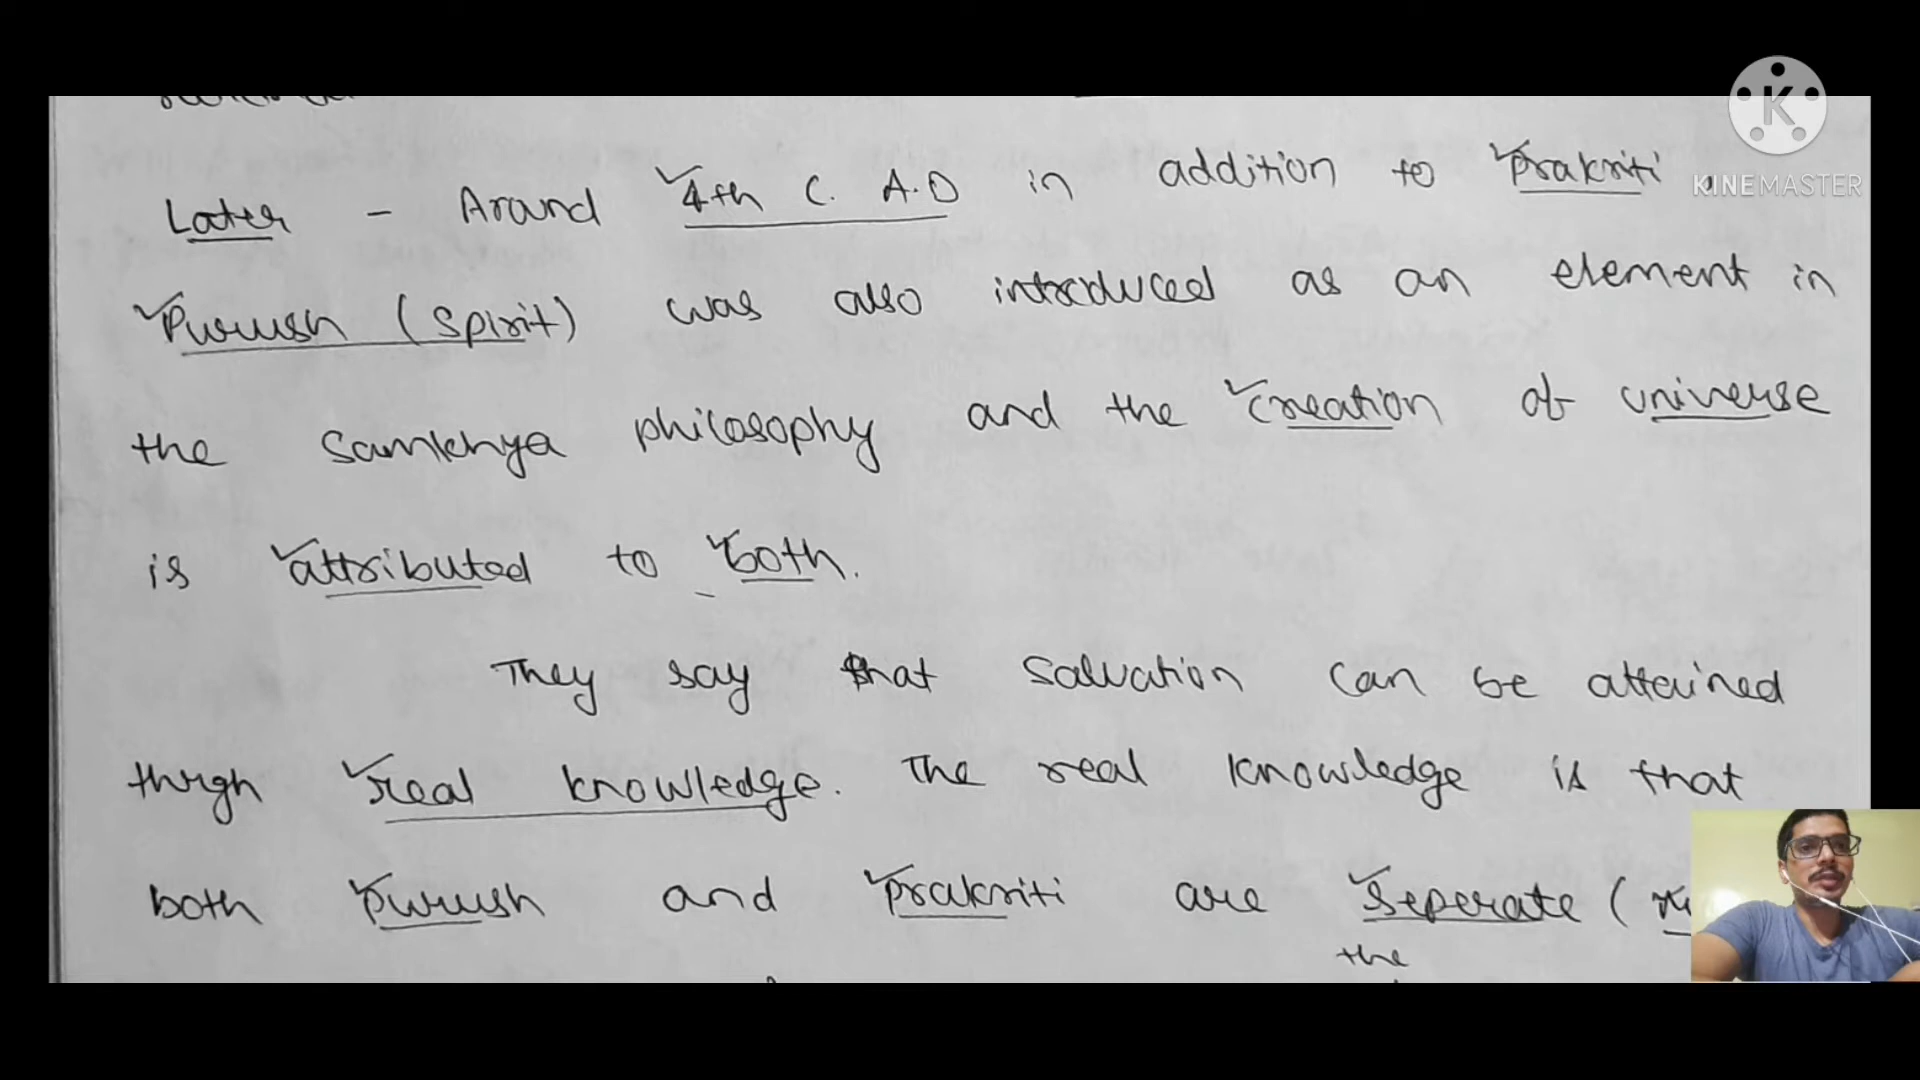 Later - Around 4th C. A.D in addition to Prakriti,
Purush (spirit) was also introduced as an element in
the samkhya philosophy and the creation of universe
is attributed to both.
They say that salvation can be attained
thrgh real knowledge. The real knowledge is that
both Purush and Prakriti are seperate (
the
K
KINEMASTER